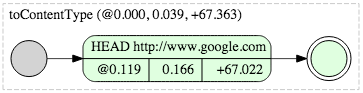 toContentType (@0.000, 0.039, +67.363)
HEAD http://www.google.com
@0.119 0.166 +67.022